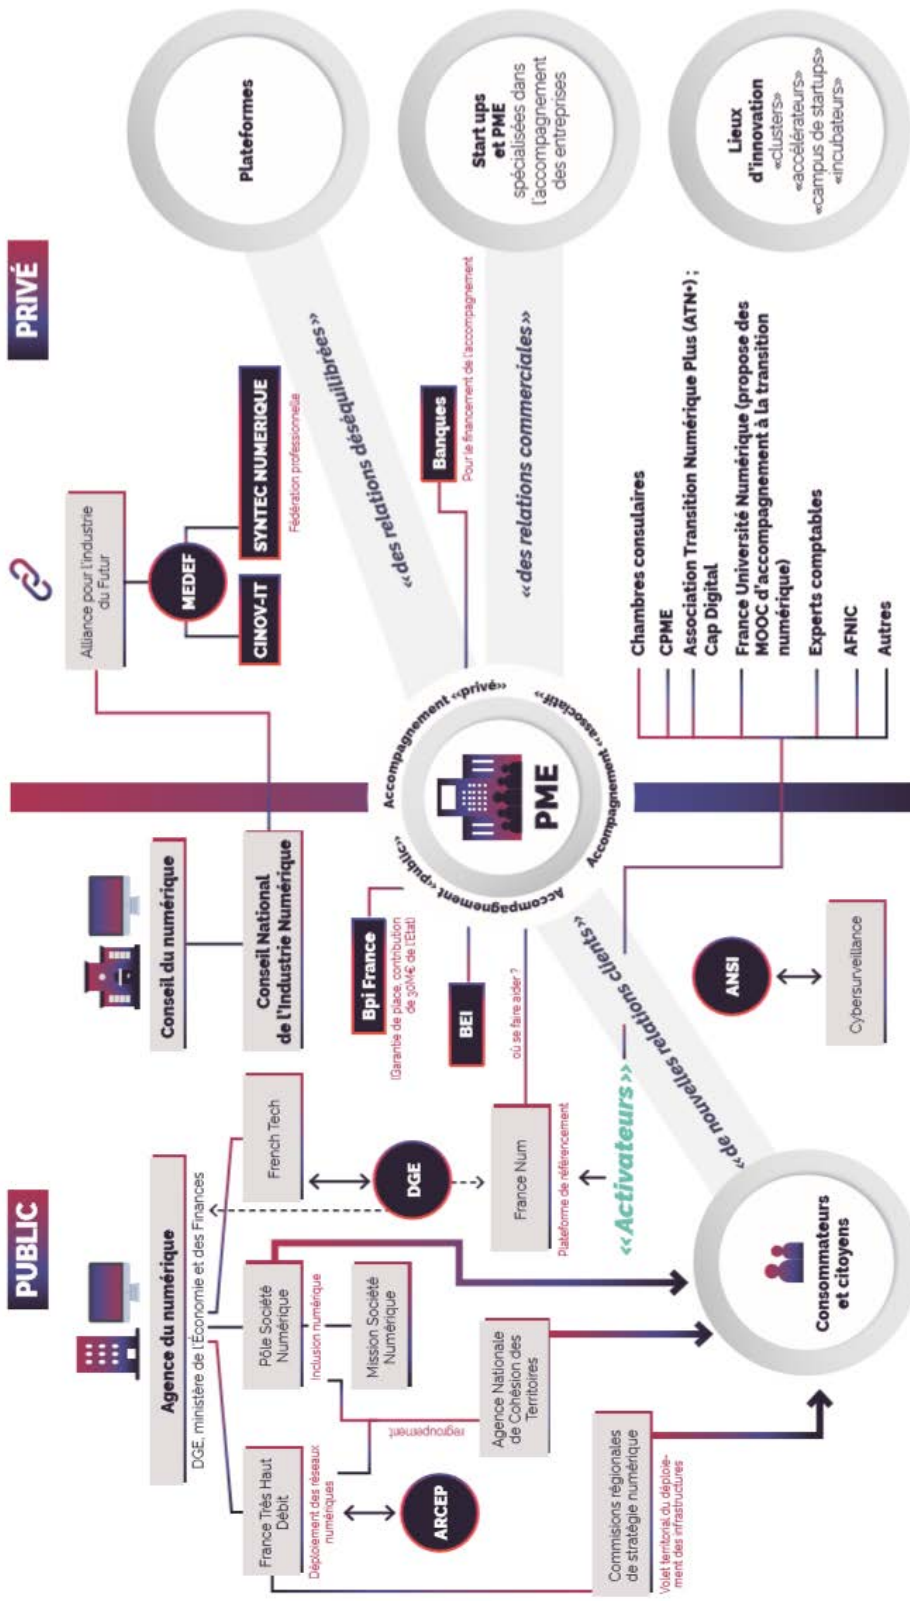 PUBLIC
PRIVÉ
Agence du numérique
DGE, ministère de l'Économie et des Finances
France Très Haut
Débit
Déploiement des réseaux
numériques
ARCEP
Pôle Société
Numérique
Inclusion numérique
Mission Société
Numérique
French Tech
DGE
regroupement
Agence Nationale
de Cohésion des
Territoires
Commisions régionales
de stratégie numérique
Volet territorial du déploie-
ment des infrastructures
France Num
Plateforme de référencement
«Activateurs»
où se faire aider ?
Conseil du numérique
Conseil National
de l'Industrie Numérique
Bpi France
(Garantie de place, contribution
de 30M€ de l'Etat)
BEI
Alliance pour l'industrie
du Futur
MEDEF
CINOV-IT
SYNTEC NUMERIQUE
Fédération professionnelle
Banques
Pour le financement de l'accompagnement
Accompagnement «public»
Accompagnement «privé»
Accompagnement «associatif»
PME
«des relations déséquilibrées»
Plateformes
«des relations commerciales»
Start ups
et PME
spécialisées dans
l'accompagnement
des entreprises
Lieux
d'innovation
«clusters»
«accélérateurs»
«campus de startups»
«incubateurs»
Chambres consulaires
CPME
Association Transition Numérique Plus (ATN+) ;
Cap Digital
France Université Numérique (propose des
MOOC d'accompagnement à la transition
numérique)
Experts comptables
AFNIC
Autres
«de nouvelles relations clients»
Consommateurs
et citoyens
ANSI
Cybersurveillance